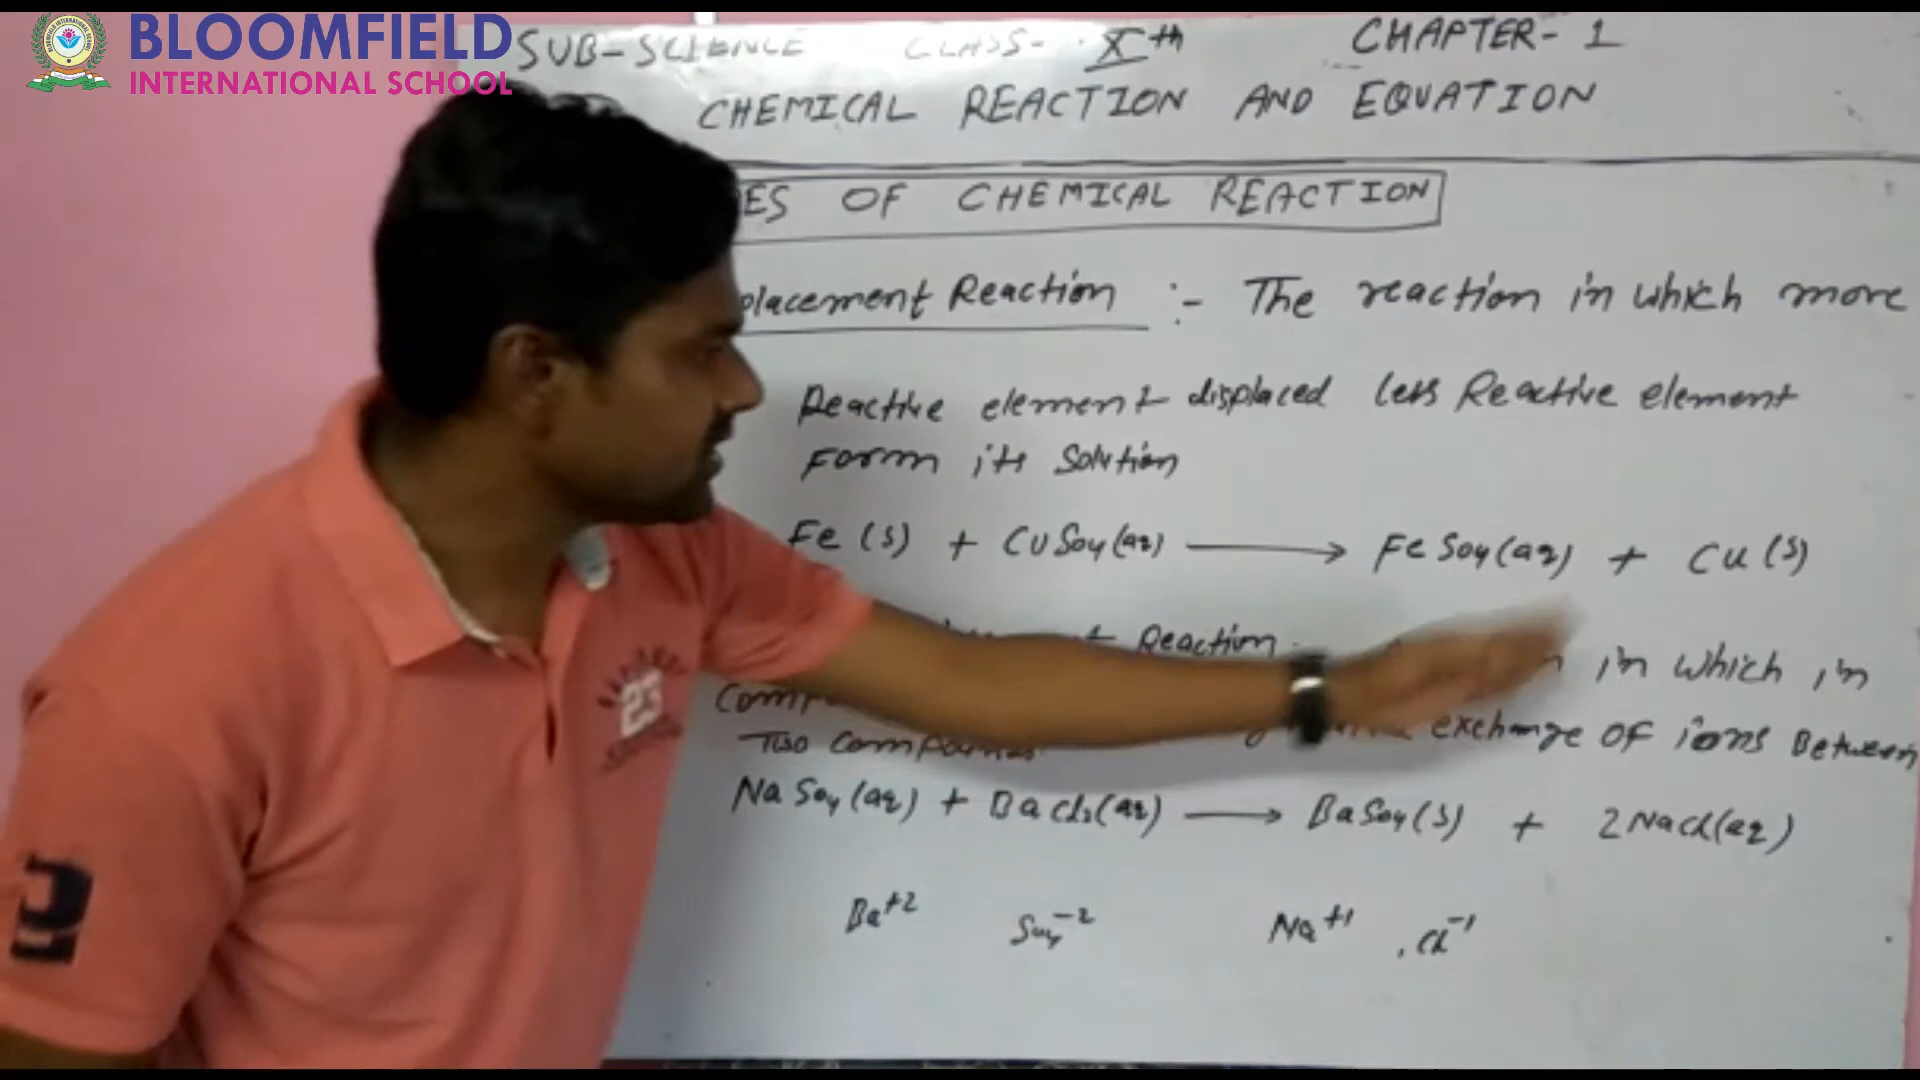 BLOOMFIELD
INTERNATIONAL SCHOOL
SUB-SCIENCE CLASS- Xth CHAPTER-1
CHEMICAL REACTION AND EQUATION
ES OF CHEMICAL REACTION
placement Reaction :- The reaction in which more
Reactive element displaced less Reactive element
Form its solution
Fe (s) + CuSo4(aq) ⟶ FeSo4(aq) + Cu (s)
Reaction in which in
exchange of ions Between
Two
NaSo4(aq) + BaCl2(aq) ⟶ BaSo4(s) + 2NaCl(aq)
Ba+2 So4-2 Na+1 Cl-1
23